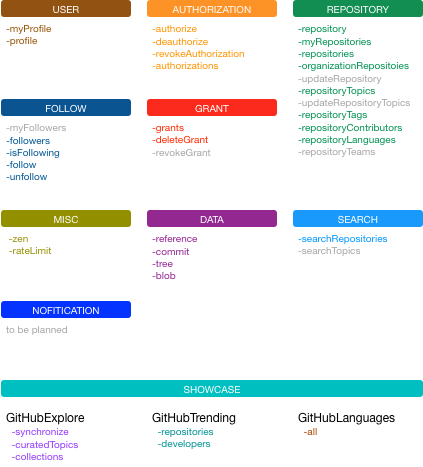 USER
-myProfile
-profile
AUTHORIZATION
-authorize
-deauthorize
-revokeAuthorization
-authorizations
REPOSITORY
-repository
-myRepositories
-repositories
-organizationRepositoies
-updateRepository
-repositoryTopics
-updateRepositoryTopics
-repositoryTags
-repositoryContributors
-repositoryLanguages
-repositoryTeams
FOLLOW
-myFollowers
-followers
-isFollowing
-follow
-unfollow
GRANT
-grants
-deleteGrant
-revokeGrant
MISC
-zen
-rateLimit
DATA
-reference
-commit
-tree
-blob
SEARCH
-searchRepositories
-searchTopics
NOFITICATION
to be planned
SHOWCASE
GitHubExplore
-synchronize
-curatedTopics
-collections
GitHubTrending
-repositories
-developers
GitHubLanguages
-all